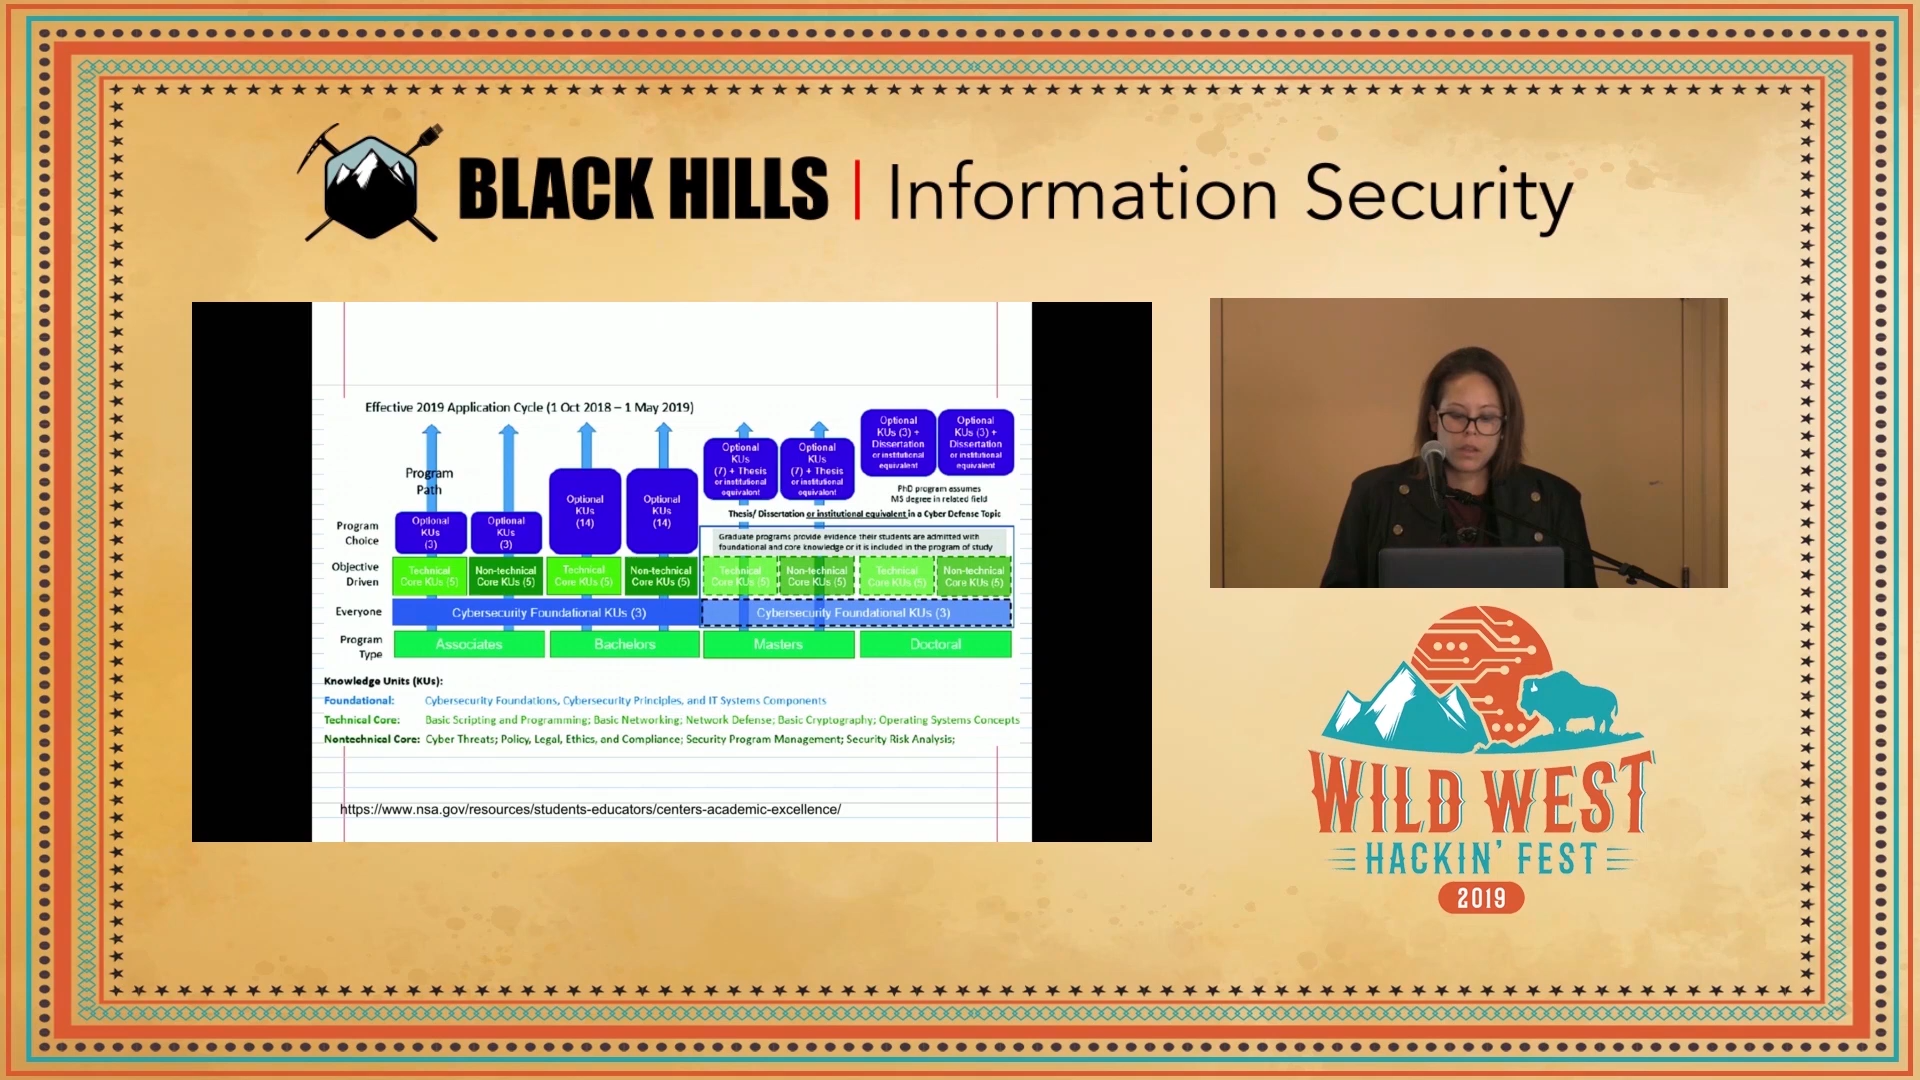 BLACK HILLS | Information Security
Effective 2019 Application Cycle (1 Oct 2018 – 1 May 2019)
Program
Path
Optional
KUs
(7) + Thesis
or institutional
equivalent
Optional
KUs
(7) + Thesis
or institutional
equivalent
Optional
KUs (3) +
Dissertation
or institutional
equivalent
Optional
KUs (3) +
Dissertation
or institutional
equivalent
PhD program assumes
MS degree in related field
Thesis/ Dissertation or institutional equivalent in a Cyber Defense Topic
Program
Choice
Optional
KUs
(3)
Optional
KUs
(3)
Optional
KUs
(14)
Optional
KUs
(14)
Graduate programs provide evidence their students are admitted with
foundational and core knowledge or it is included in the program of study
Objective
Driven
Technical
Core KUs (5)
Non-technical
Core KUs (5)
Technical
Core KUs (5)
Non-technical
Core KUs (5)
Technical
Core KUs (5)
Non-technical
Core KUs (5)
Technical
Core KUs (5)
Non-technical
Core KUs (5)
Everyone
Cybersecurity Foundational KUs (3)
Cybersecurity Foundational KUs (3)
Program
Type
Associates
Bachelors
Masters
Doctoral
Knowledge Units (KUs):
Foundational: Cybersecurity Foundations, Cybersecurity Principles, and IT Systems Components
Technical Core: Basic Scripting and Programming; Basic Networking; Network Defense; Basic Cryptography; Operating Systems Concepts
Nontechnical Core: Cyber Threats; Policy, Legal, Ethics, and Compliance; Security Program Management; Security Risk Analysis;
https://www.nsa.gov/resources/students-educators/centers-academic-excellence/
WILD WEST
HACKIN' FEST
2019